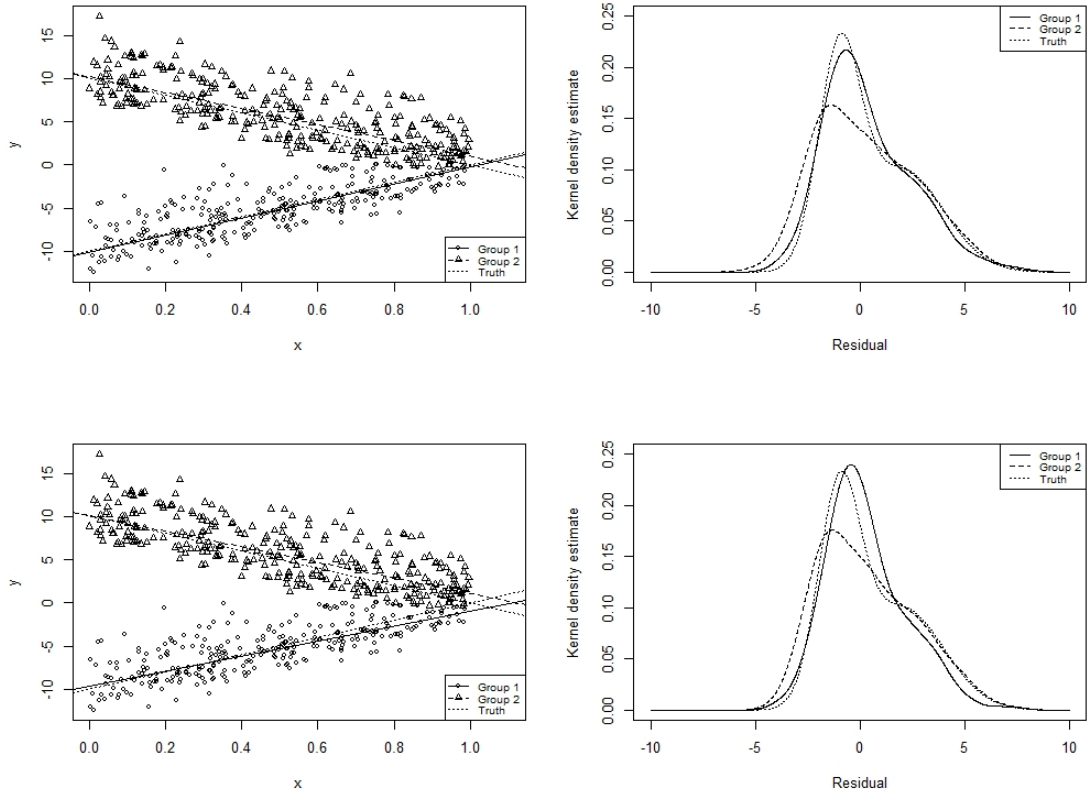 y
15
10
5
0
-5
-10
0.0 0.2 0.4 0.6 0.8 1.0
x
Group 1
Group 2
Truth
Kernel density estimate
0.25
0.20
0.15
0.10
0.05
0.00
-10 -5 0 5 10
Residual
Group 1
Group 2
Truth
y
15
10
5
0
-5
-10
0.0 0.2 0.4 0.6 0.8 1.0
x
Group 1
Group 2
Truth
Kernel density estimate
0.25
0.20
0.15
0.10
0.05
0.00
-10 -5 0 5 10
Residual
Group 1
Group 2
Truth